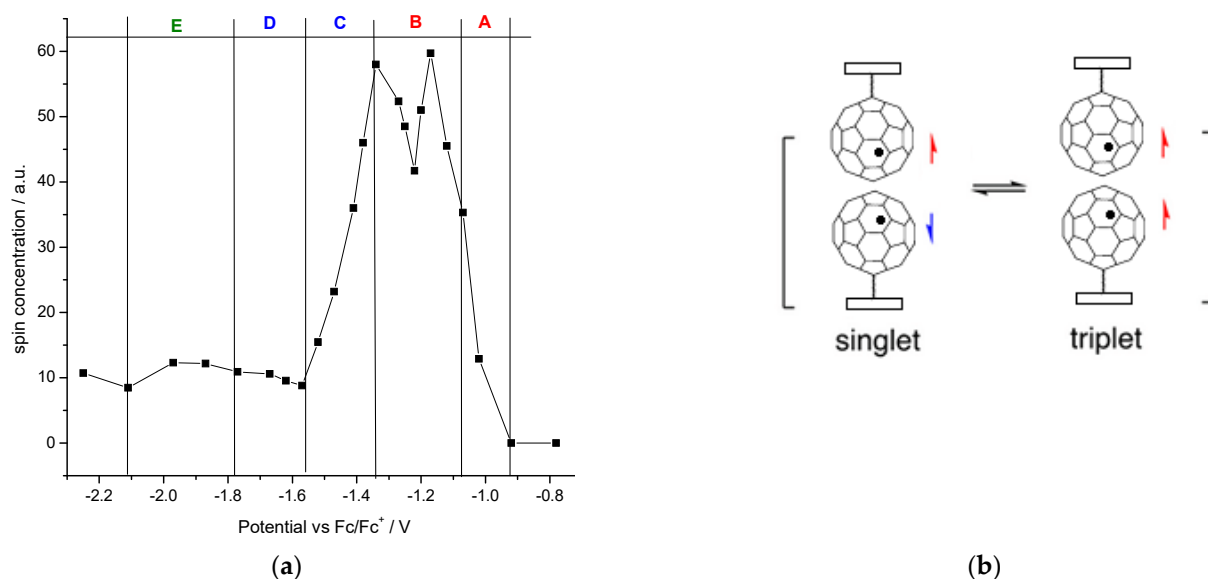 E D C B A
60
50
40
30
20
10
0
spin concentration / a.u.
-2.2 -2.0 -1.8 -1.6 -1.4 -1.2 -1.0 -0.8
Potential vs Fc/Fc+ / V
(a)
singlet
triplet
(b)